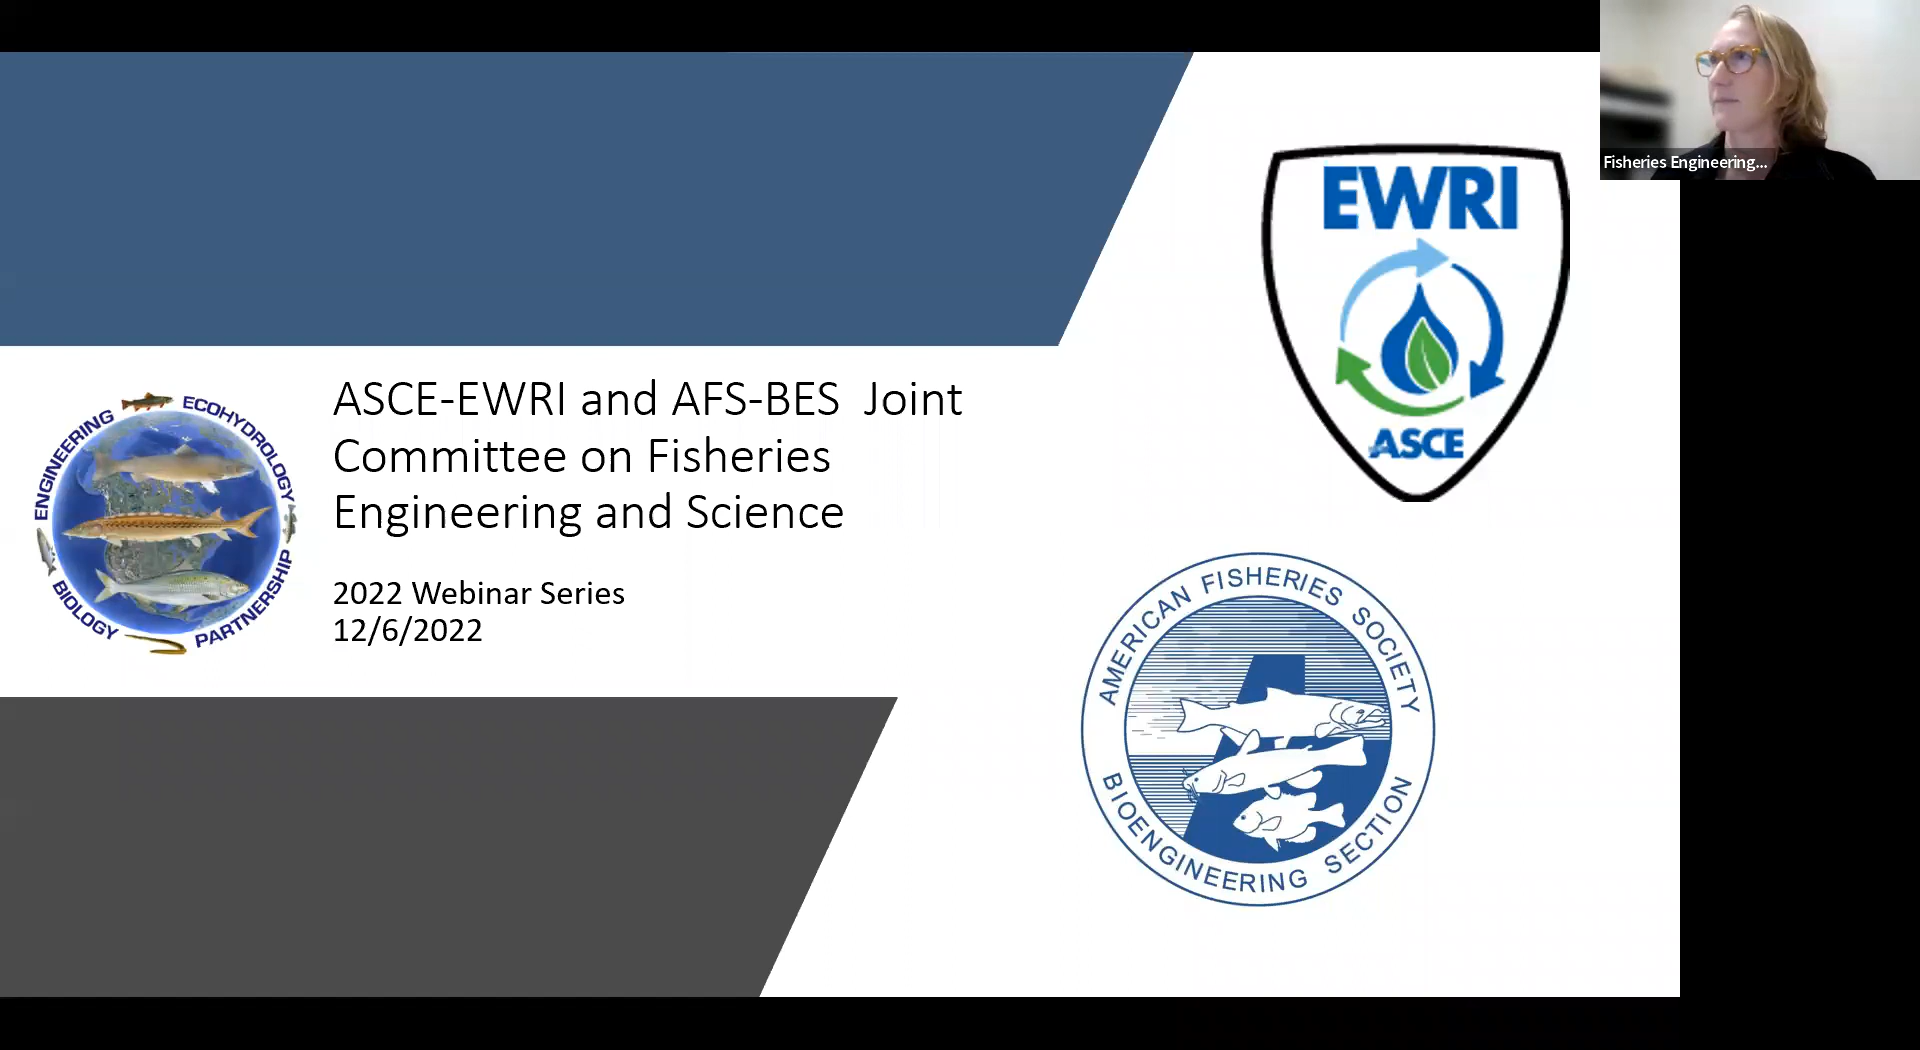 Fisheries Engineering...
EWRI
ASCE
ENGINEERING
ECOHYDROLOGY
BIOLOGY
PARTNERSHIP
ASCE-EWRI and AFS-BES Joint
Committee on Fisheries
Engineering and Science
2022 Webinar Series
12/6/2022
AMERICAN FISHERIES SOCIETY
BIOENGINEERING SECTION